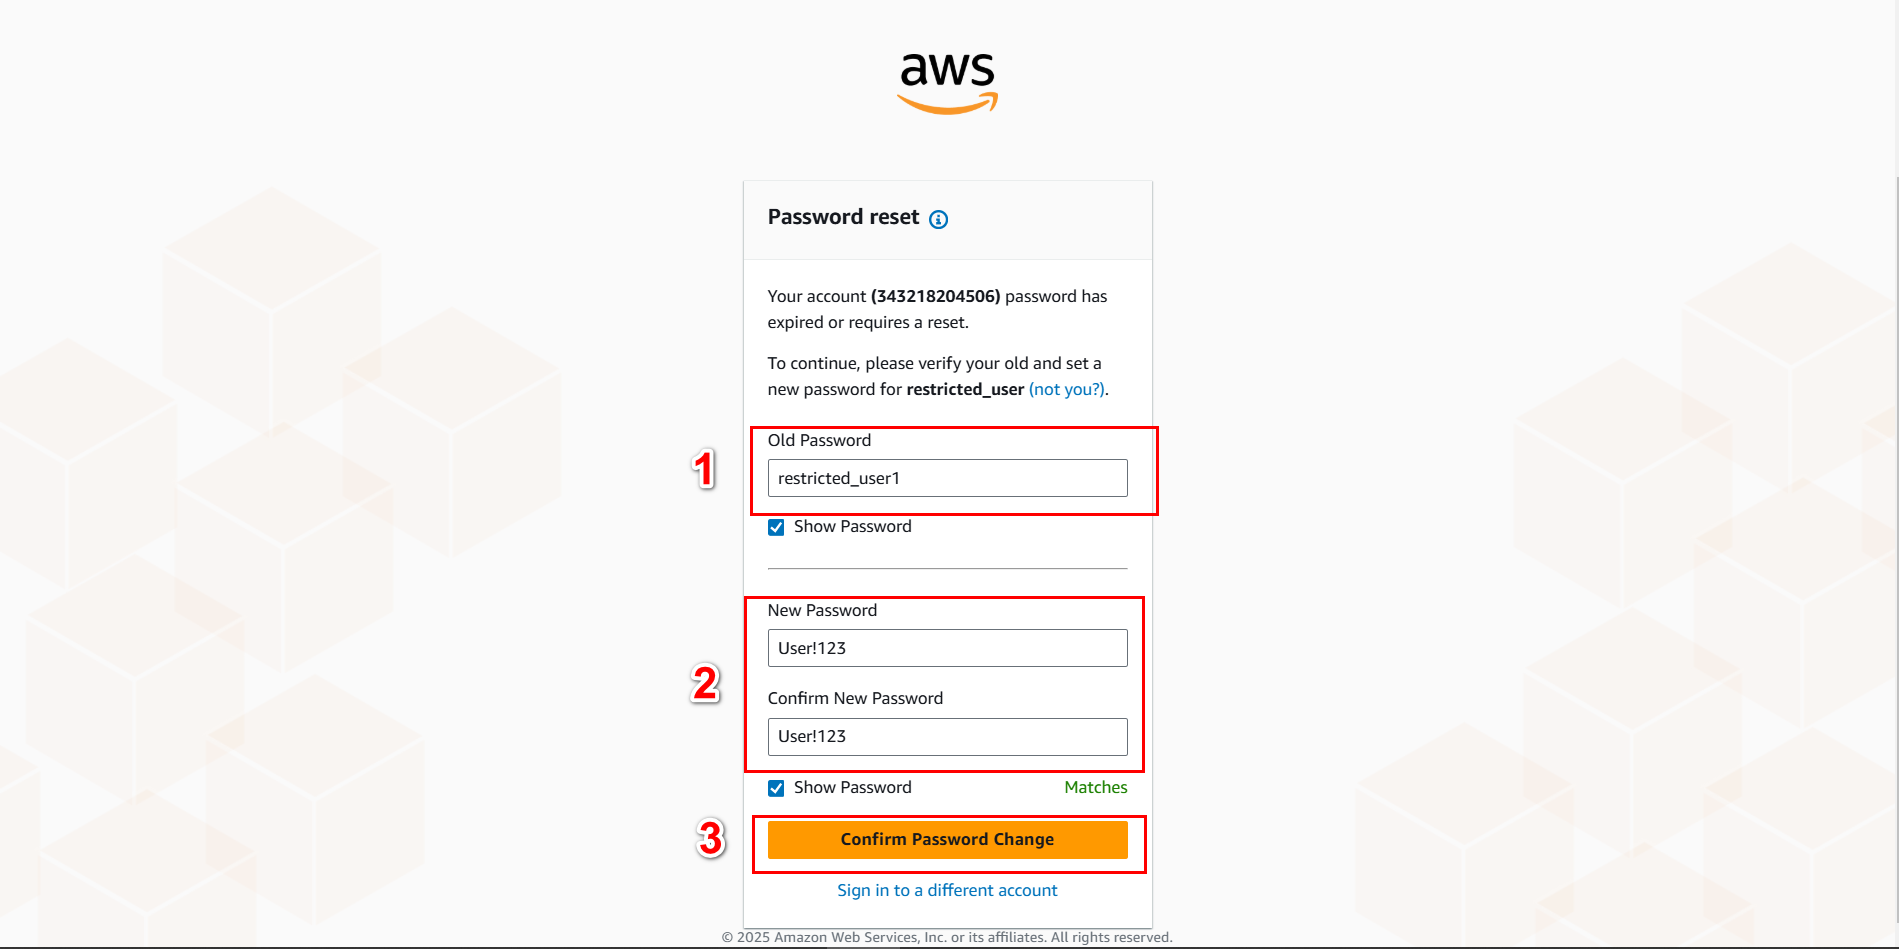 aws
Password reset
Your account (343218204506) password has
expired or requires a reset.
To continue, please verify your old and set a
new password for restricted_user (not you?).
1
Old Password
restricted_user1
Show Password
2
New Password
User!123
Confirm New Password
User!123
Show Password Matches
3
Confirm Password Change
Sign in to a different account
© 2025 Amazon Web Services, Inc. or its affiliates. All rights reserved.